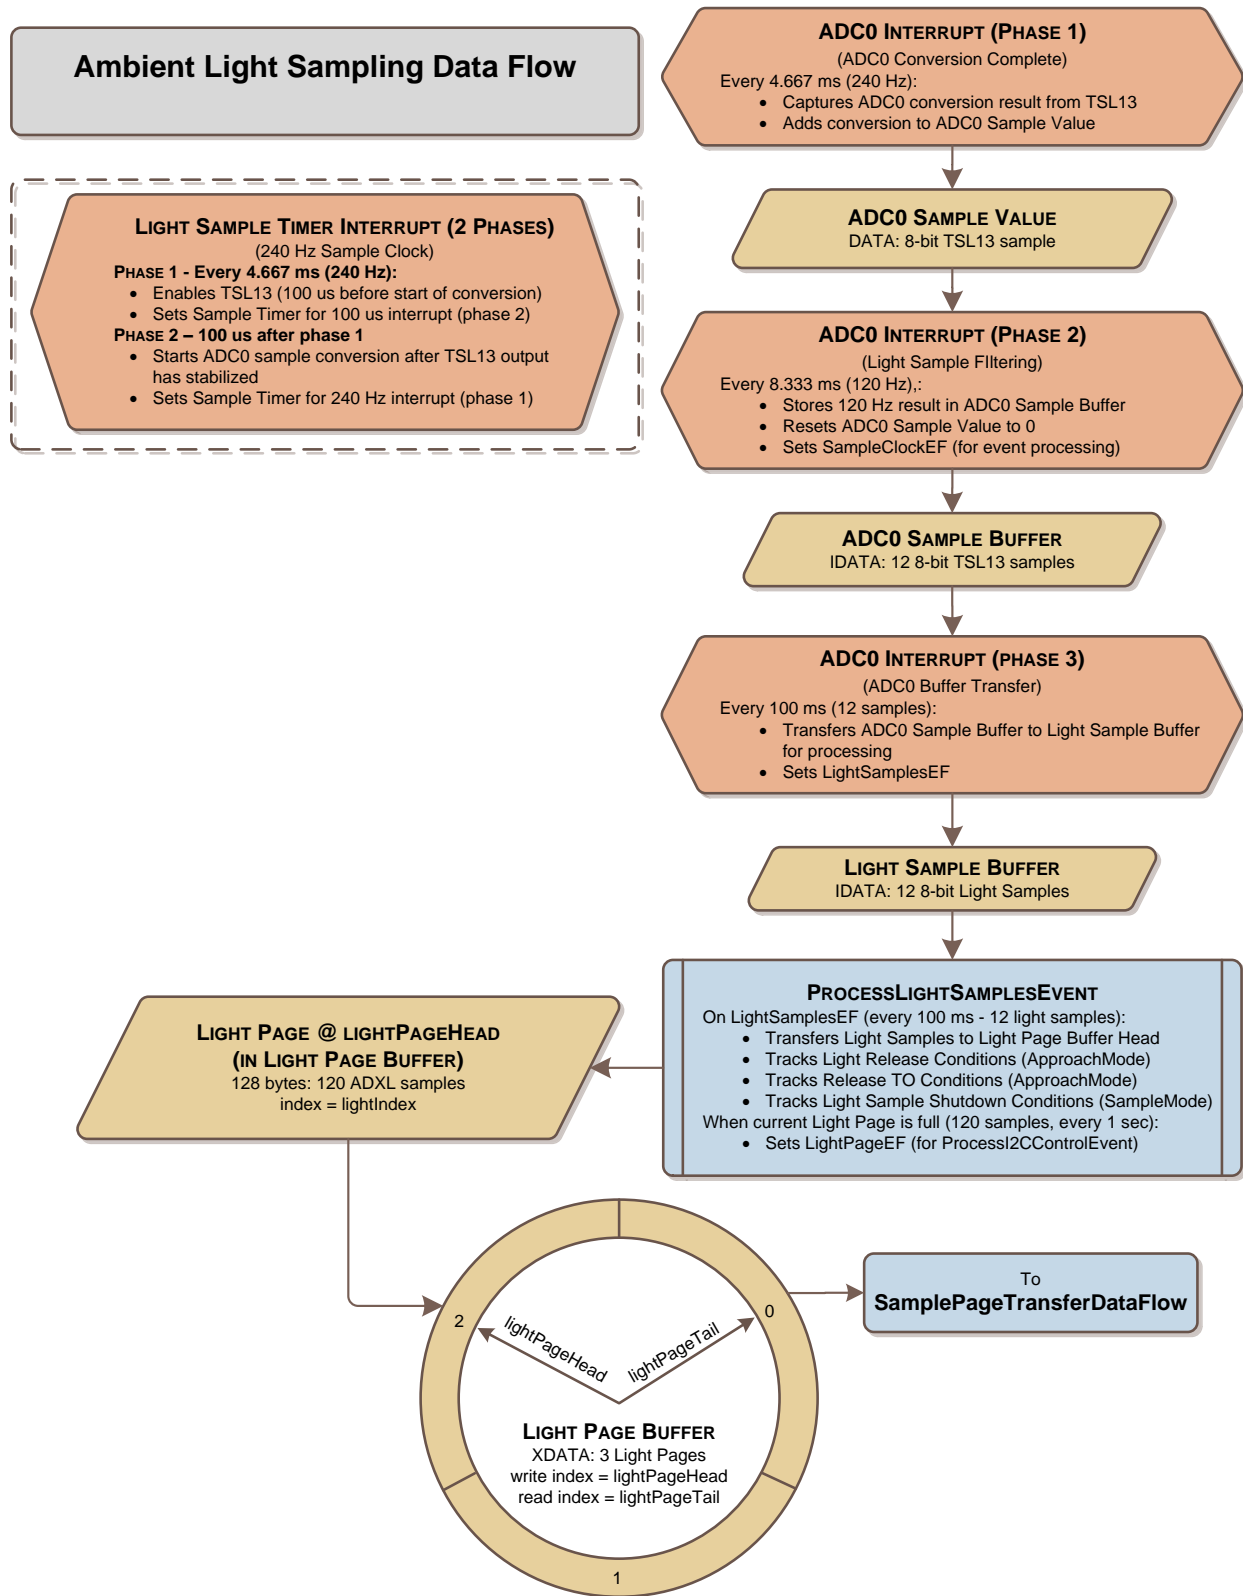 Ambient Light Sampling Data Flow
LIGHT SAMPLE TIMER INTERRUPT (2 PHASES)
(240 Hz Sample Clock)
PHASE 1 - Every 4.667 ms (240 Hz):
• Enables TSL13 (100 us before start of conversion)
• Sets Sample Timer for 100 us interrupt (phase 2)
PHASE 2 – 100 us after phase 1
• Starts ADC0 sample conversion after TSL13 output
has stabilized
• Sets Sample Timer for 240 Hz interrupt (phase 1)
ADC0 INTERRUPT (PHASE 1)
(ADC0 Conversion Complete)
Every 4.667 ms (240 Hz):
• Captures ADC0 conversion result from TSL13
• Adds conversion to ADC0 Sample Value
ADC0 SAMPLE VALUE
DATA: 8-bit TSL13 sample
ADC0 INTERRUPT (PHASE 2)
(Light Sample FIltering)
Every 8.333 ms (120 Hz),:
• Stores 120 Hz result in ADC0 Sample Buffer
• Resets ADC0 Sample Value to 0
• Sets SampleClockEF (for event processing)
ADC0 SAMPLE BUFFER
IDATA: 12 8-bit TSL13 samples
ADC0 INTERRUPT (PHASE 3)
(ADC0 Buffer Transfer)
Every 100 ms (12 samples):
• Transfers ADC0 Sample Buffer to Light Sample Buffer
for processing
• Sets LightSamplesEF
LIGHT SAMPLE BUFFER
IDATA: 12 8-bit Light Samples
PROCESSLIGHTSAMPLESEVENT
On LightSamplesEF (every 100 ms - 12 light samples):
• Transfers Light Samples to Light Page Buffer Head
• Tracks Light Release Conditions (ApproachMode)
• Tracks Release TO Conditions (ApproachMode)
• Tracks Light Sample Shutdown Conditions (SampleMode)
When current Light Page is full (120 samples, every 1 sec):
• Sets LightPageEF (for ProcessI2CControlEvent)
LIGHT PAGE @ LIGHTPAGEHEAD
(IN LIGHT PAGE BUFFER)
128 bytes: 120 ADXL samples
index = lightIndex
2
0
lightPageHead
lightPageTail
LIGHT PAGE BUFFER
XDATA: 3 Light Pages
write index = lightPageHead
read index = lightPageTail
1
To
SamplePageTransferDataFlow